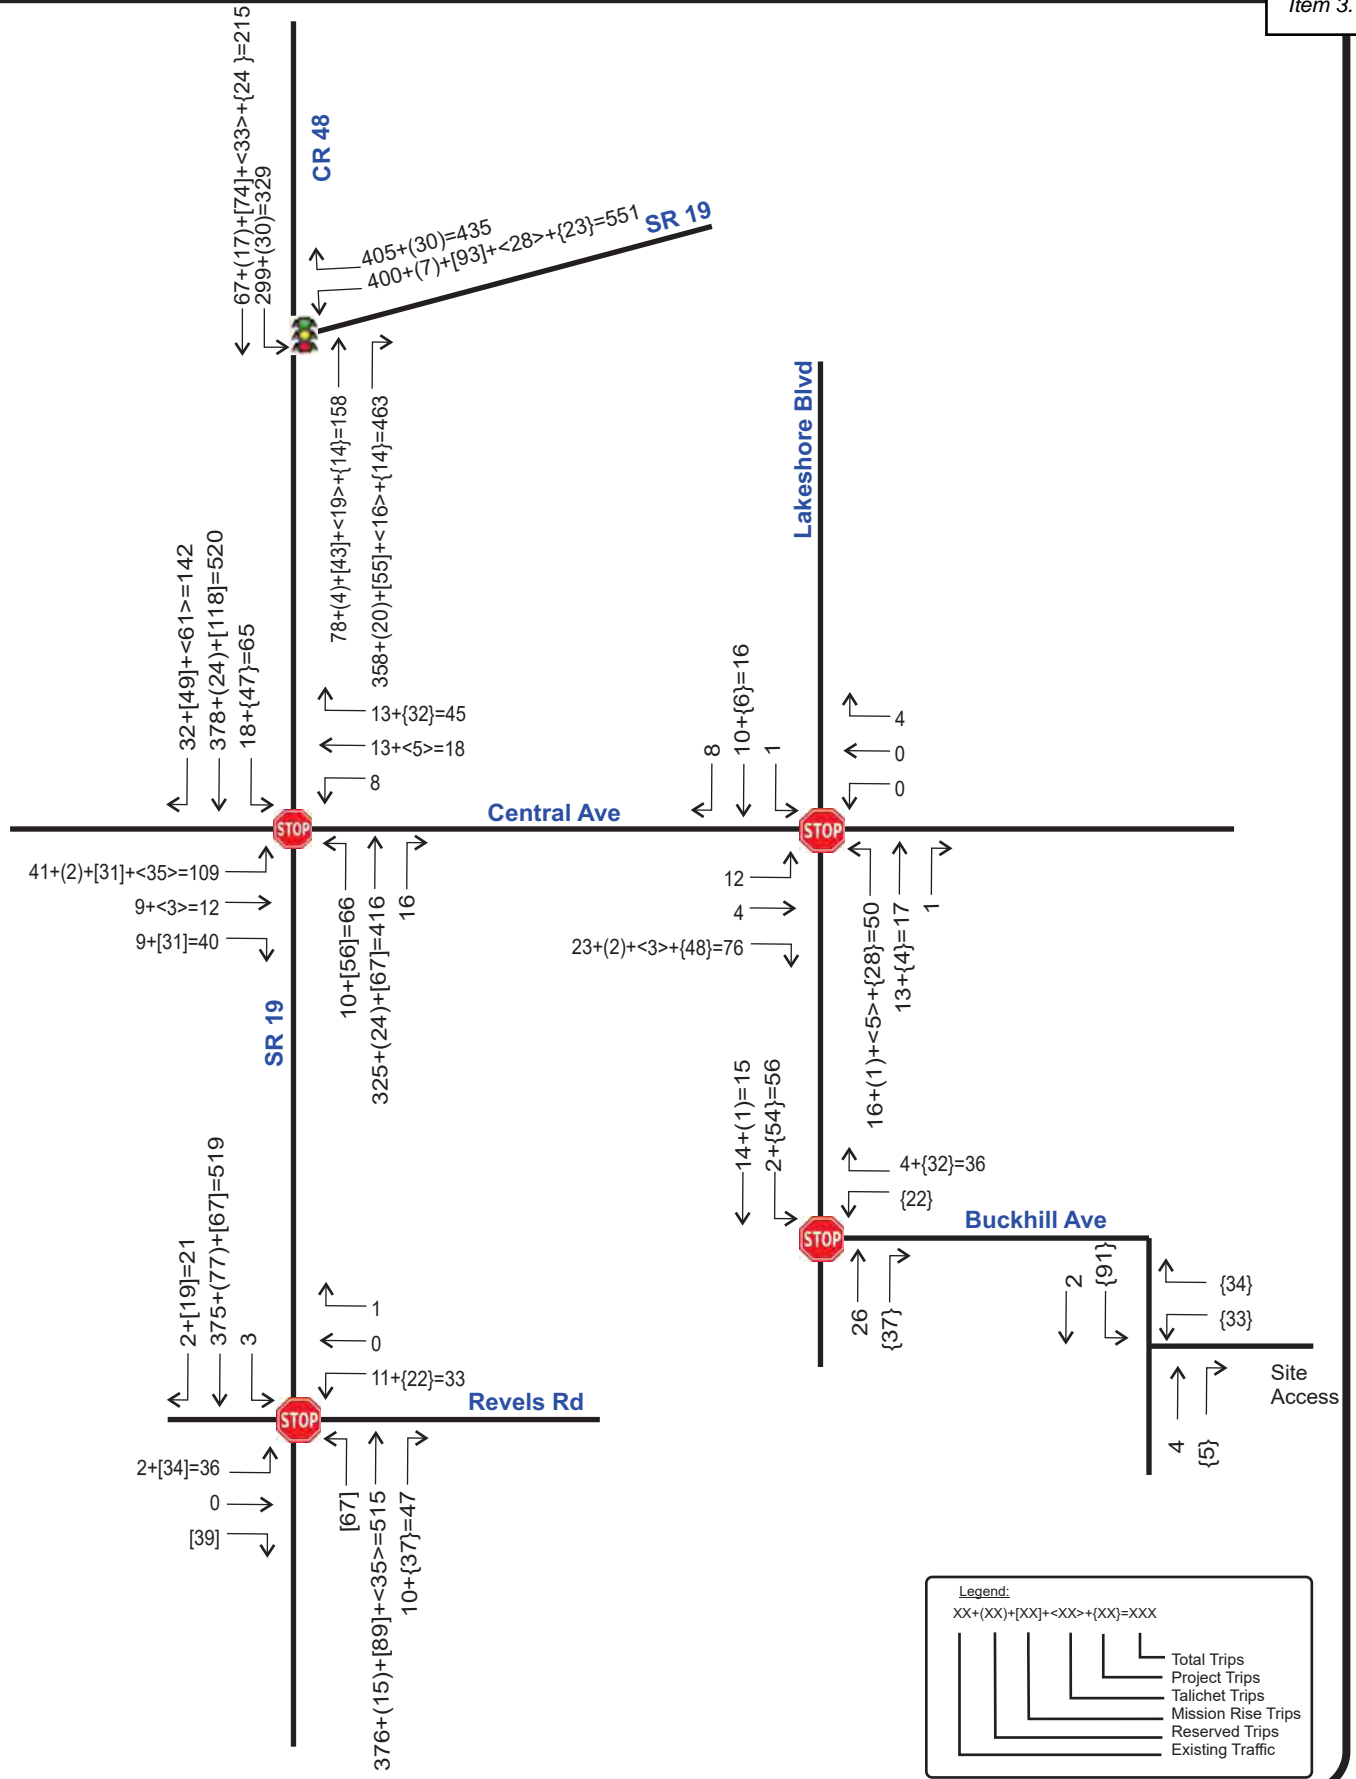 Item 3.
67+(17)+[74]+<33>+{24 }=215
299+(30)=329
CR 48
405+(30)=435
400+(7)+[93]+<28>+{23}=551
SR 19
78+(4)+[43]+<19>+{14}=158
358+(20)+[55]+<16>+{14}=463
Lakeshore Blvd
32+[49]+<61>=142
378+(24)+[118]=520
18+{47}=65
13+{32}=45
13+<5>=18
8
8
10+{6}=16
1
4
0
0
Central Ave
STOP
STOP
41+(2)+[31]+<35>=109
9+<3>=12
9+[31]=40
10+[56]=66
325+(24)+[67]=416
16
12
4
23+(2)+<3>+{48}=76
16+(1)+<5>+{28}=50
13+{4}=17
1
SR 19
14+(1)=15
2+{54}=56
4+{32}=36
{22}
Buckhill Ave
STOP
26
{37}
2
{91}
{34}
{33}
Site
Access
4
{5}
2+[19]=21
375+(77)+[67]=519
3
1
0
11+{22}=33
Revels Rd
STOP
2+[34]=36
0
[39]
[67]
376+(15)+[89]+<35>=515
10+{37}=47
Legend:
XX+(XX)+[XX]+<XX>+{XX}=XXX
Total Trips
Project Trips
Talichet Trips
Mission Rise Trips
Reserved Trips
Existing Traffic